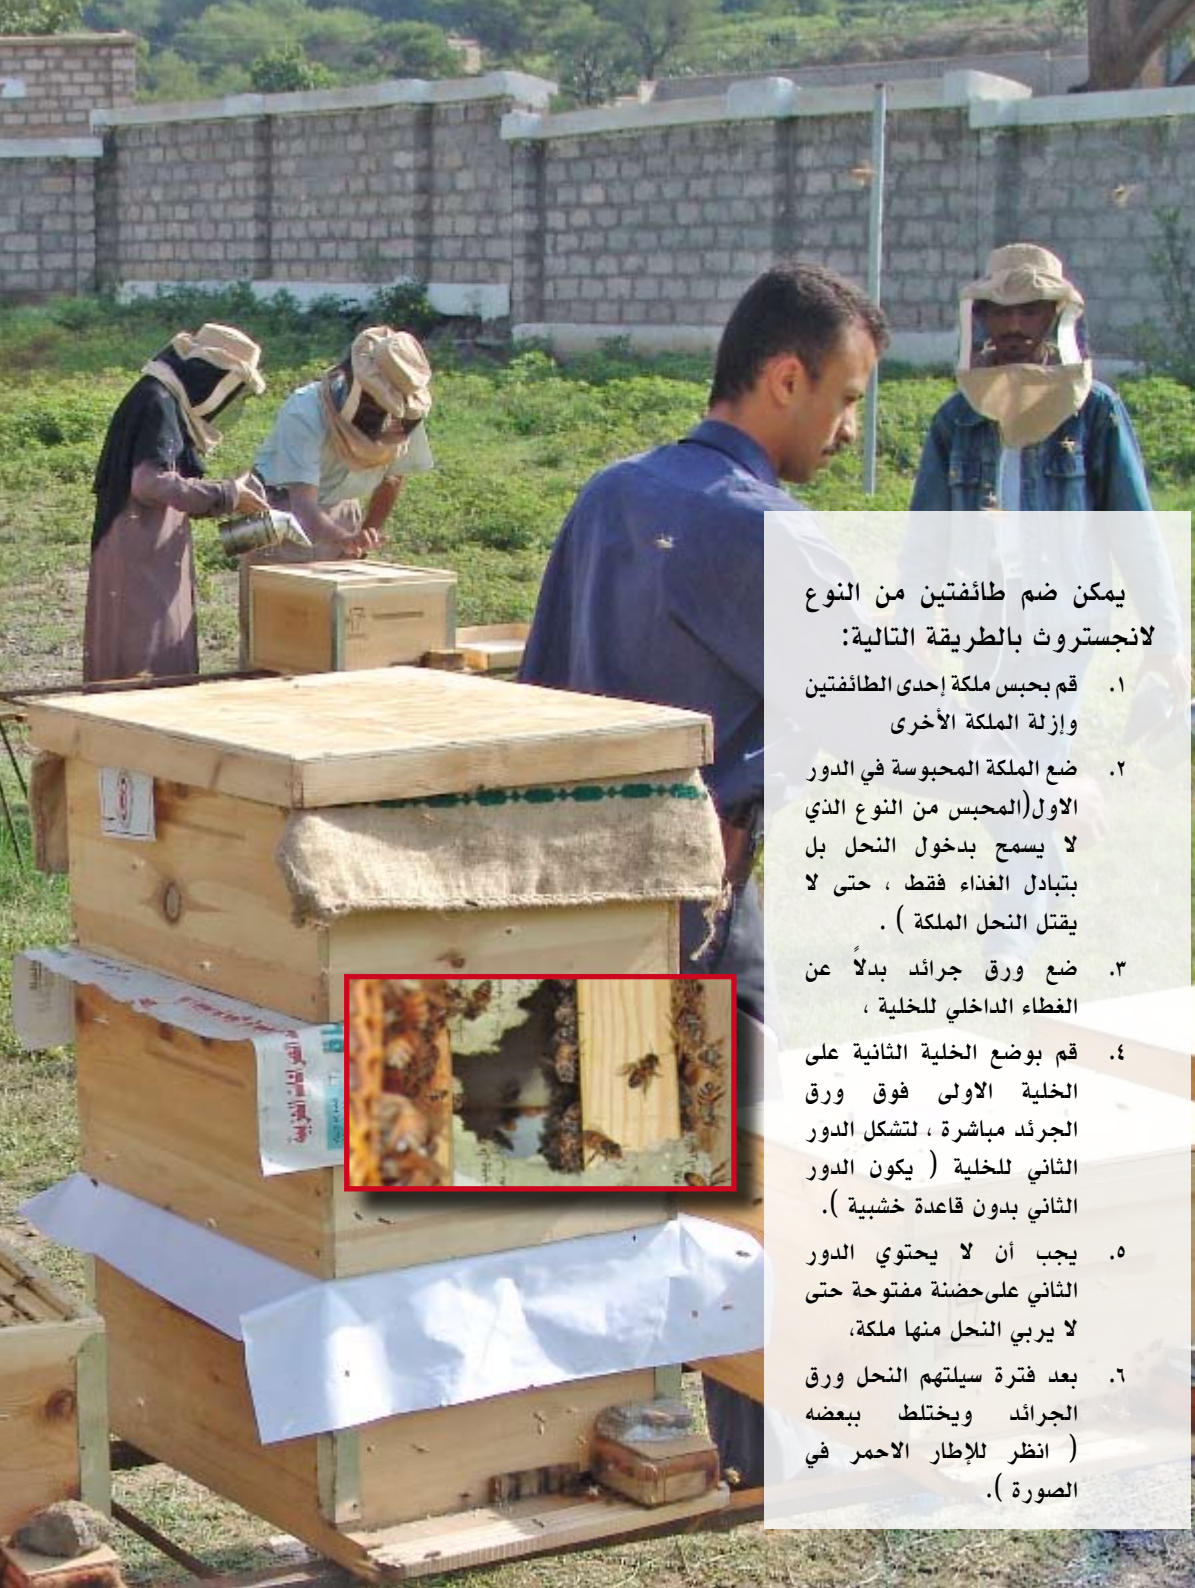 يمكن ضم طائفتين من النوع
لانجستروث بالطريقة التالية:
١. قم بحبس ملكة إحدى الطائفتين
وإزلة الملكة الأخرى
٢. ضع الملكة المحبوسة في الدور
الاول(المحبس من النوع الذي
لا يسمح بدخول النحل بل
بتبادل الغذاء فقط ، حتى لا
يقتل النحل الملكة ) .
٣. ضع ورق جرائد بدلاً عن
الغطاء الداخلي للخلية ،
٤. قم بوضع الخلية الثانية على
الخلية الاولى فوق ورق
الجرئد مباشرة ، لتشكل الدور
الثاني للخلية ( يكون الدور
الثاني بدون قاعدة خشبية ).
٥. يجب أن لا يحتوي الدور
الثاني على حضنة مفتوحة حتى
لا يربي النحل منها ملكة،
٦. بعد فترة سيلتهم النحل ورق
الجرائد ويختلط ببعضه
( انظر للإطار الاحمر في
الصورة ).